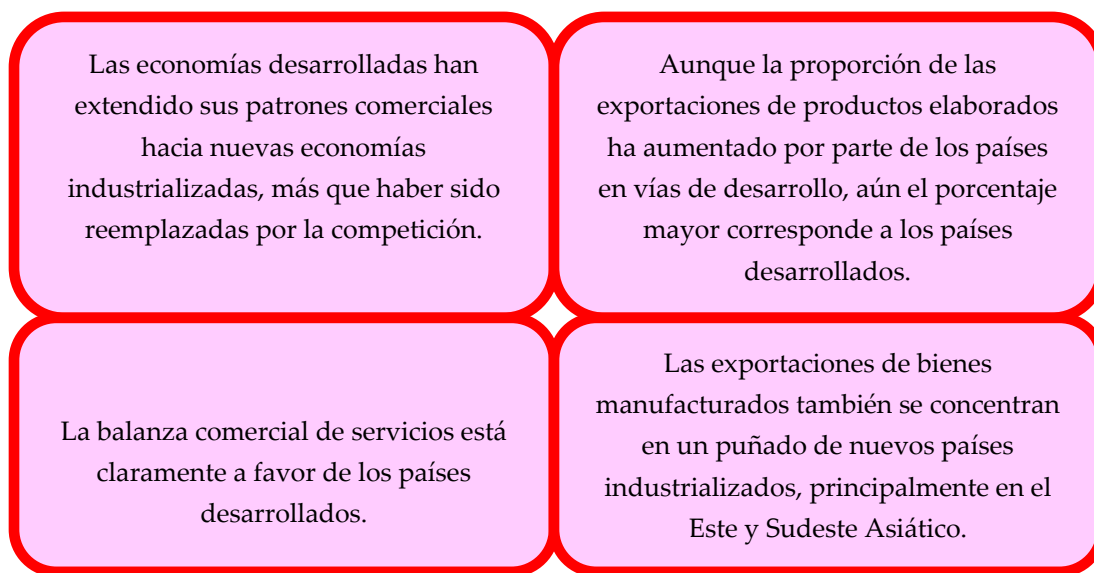 Las economías desarrolladas han
extendido sus patrones comerciales
hacia nuevas economías
industrializadas, más que haber sido
reemplazadas por la competición.
Aunque la proporción de las
exportaciones de productos elaborados
ha aumentado por parte de los países
en vías de desarrollo, aún el porcentaje
mayor corresponde a los países
desarrollados.
La balanza comercial de servicios está
claramente a favor de los países
desarrollados.
Las exportaciones de bienes
manufacturados también se concentran
en un puñado de nuevos países
industrializados, principalmente en el
Este y Sudeste Asiático.